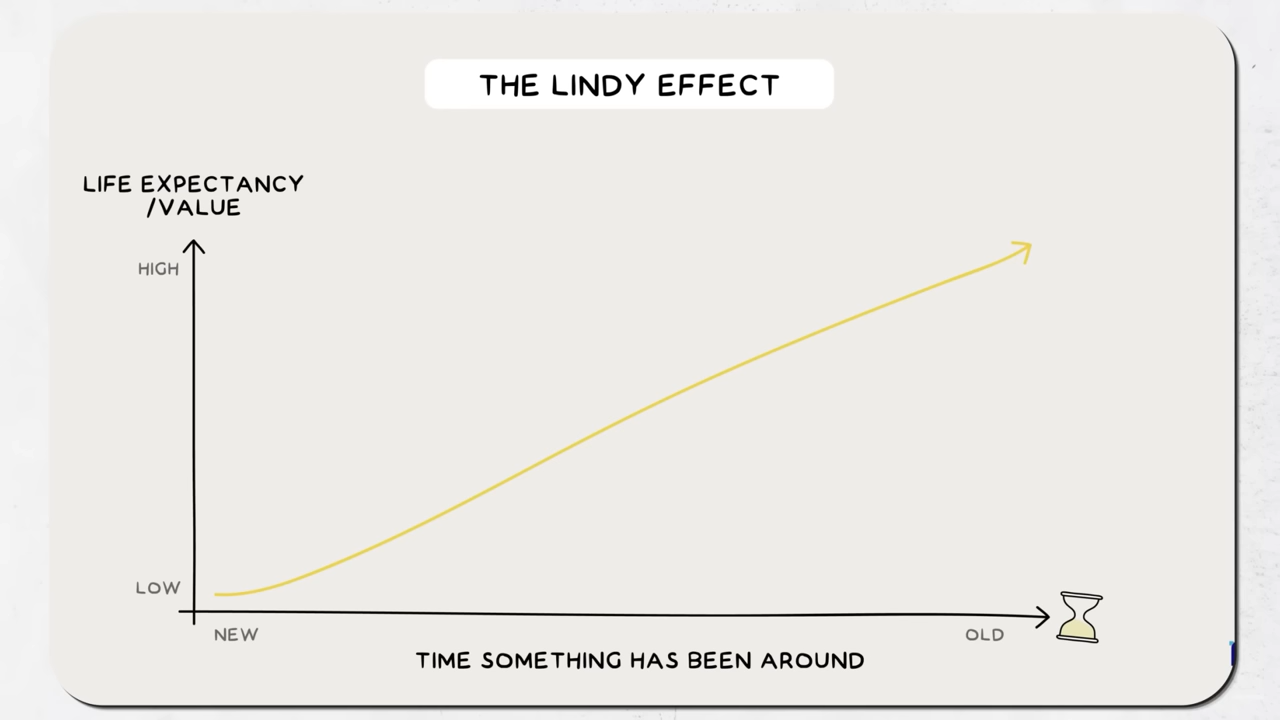 THE LINDY EFFECT
LIFE EXPECTANCY
/VALUE
HIGH
LOW
NEW
OLD
TIME SOMETHING HAS BEEN AROUND